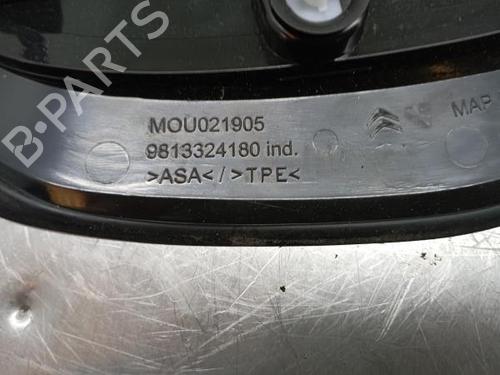 B-Parts
MOU021905
9813324180 ind.
>ASA</>TPE<
MAP